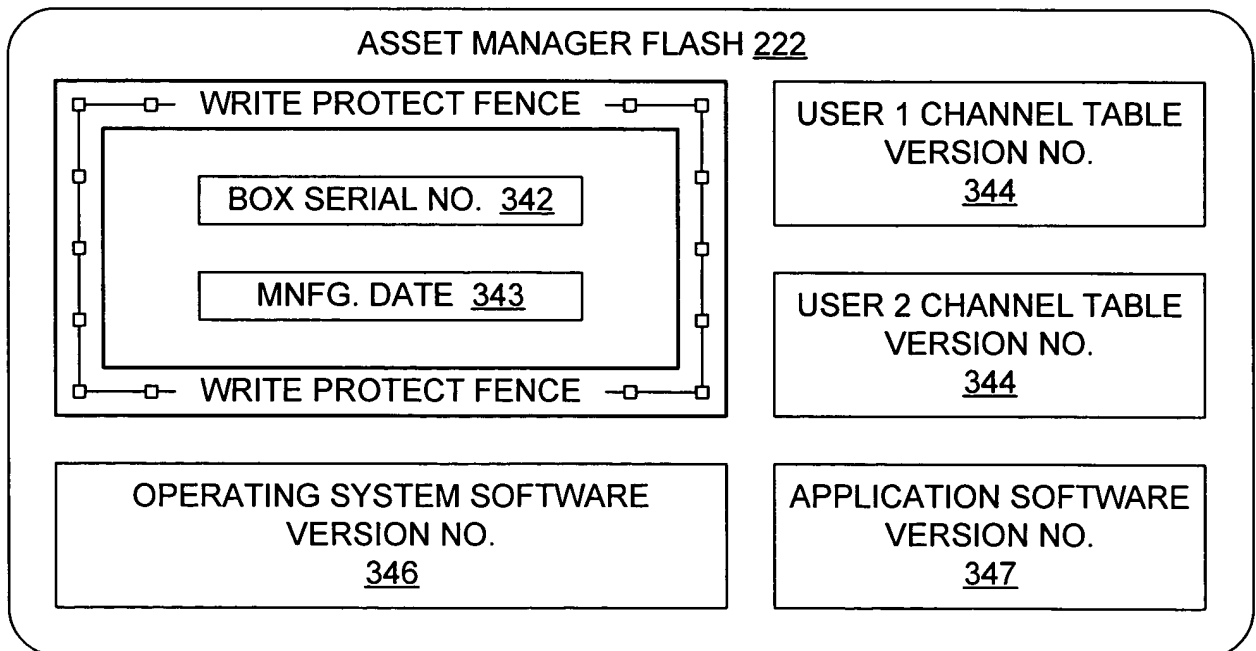 ASSET MANAGER FLASH 222
WRITE PROTECT FENCE
BOX SERIAL NO. 342
MNFG. DATE 343
WRITE PROTECT FENCE
USER 1 CHANNEL TABLE
VERSION NO.
344
USER 2 CHANNEL TABLE
VERSION NO.
344
OPERATING SYSTEM SOFTWARE
VERSION NO.
346
APPLICATION SOFTWARE
VERSION NO.
347